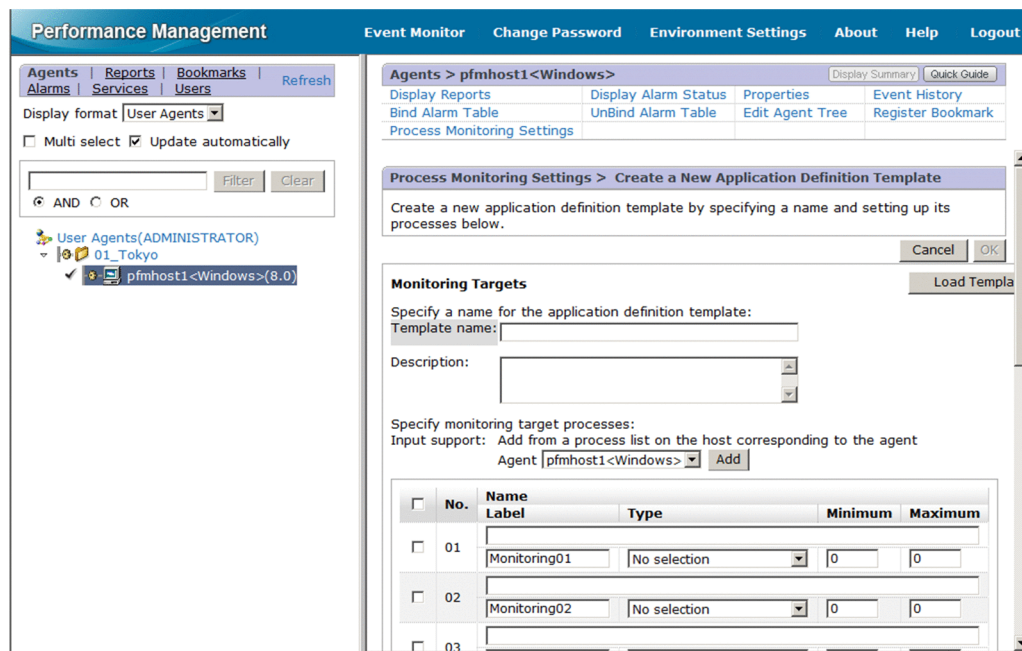 Performance Management
Event Monitor Change Password Environment Settings About Help Logout
Agents | Reports | Bookmarks |
Alarms | Services | Users
Refresh
Display format User Agents
Multi select Update automatically
Filter Clear
AND OR
User Agents(ADMINISTRATOR)
01_Tokyo
pfmhost1<Windows>(8.0)
Agents > pfmhost1<Windows>
Display Summary Quick Guide
Display Reports Display Alarm Status Properties Event History
Bind Alarm Table UnBind Alarm Table Edit Agent Tree Register Bookmark
Process Monitoring Settings
Process Monitoring Settings > Create a New Application Definition Template
Create a new application definition template by specifying a name and setting up its
processes below.
Cancel OK
Monitoring Targets
Load Templa
Specify a name for the application definition template:
Template name:
Description:
Specify monitoring target processes:
Input support: Add from a process list on the host corresponding to the agent
Agent pfmhost1<Windows> Add
No. Name
Label Type Minimum Maximum
01
Monitoring01 No selection 0 0
02
Monitoring02 No selection 0 0
03